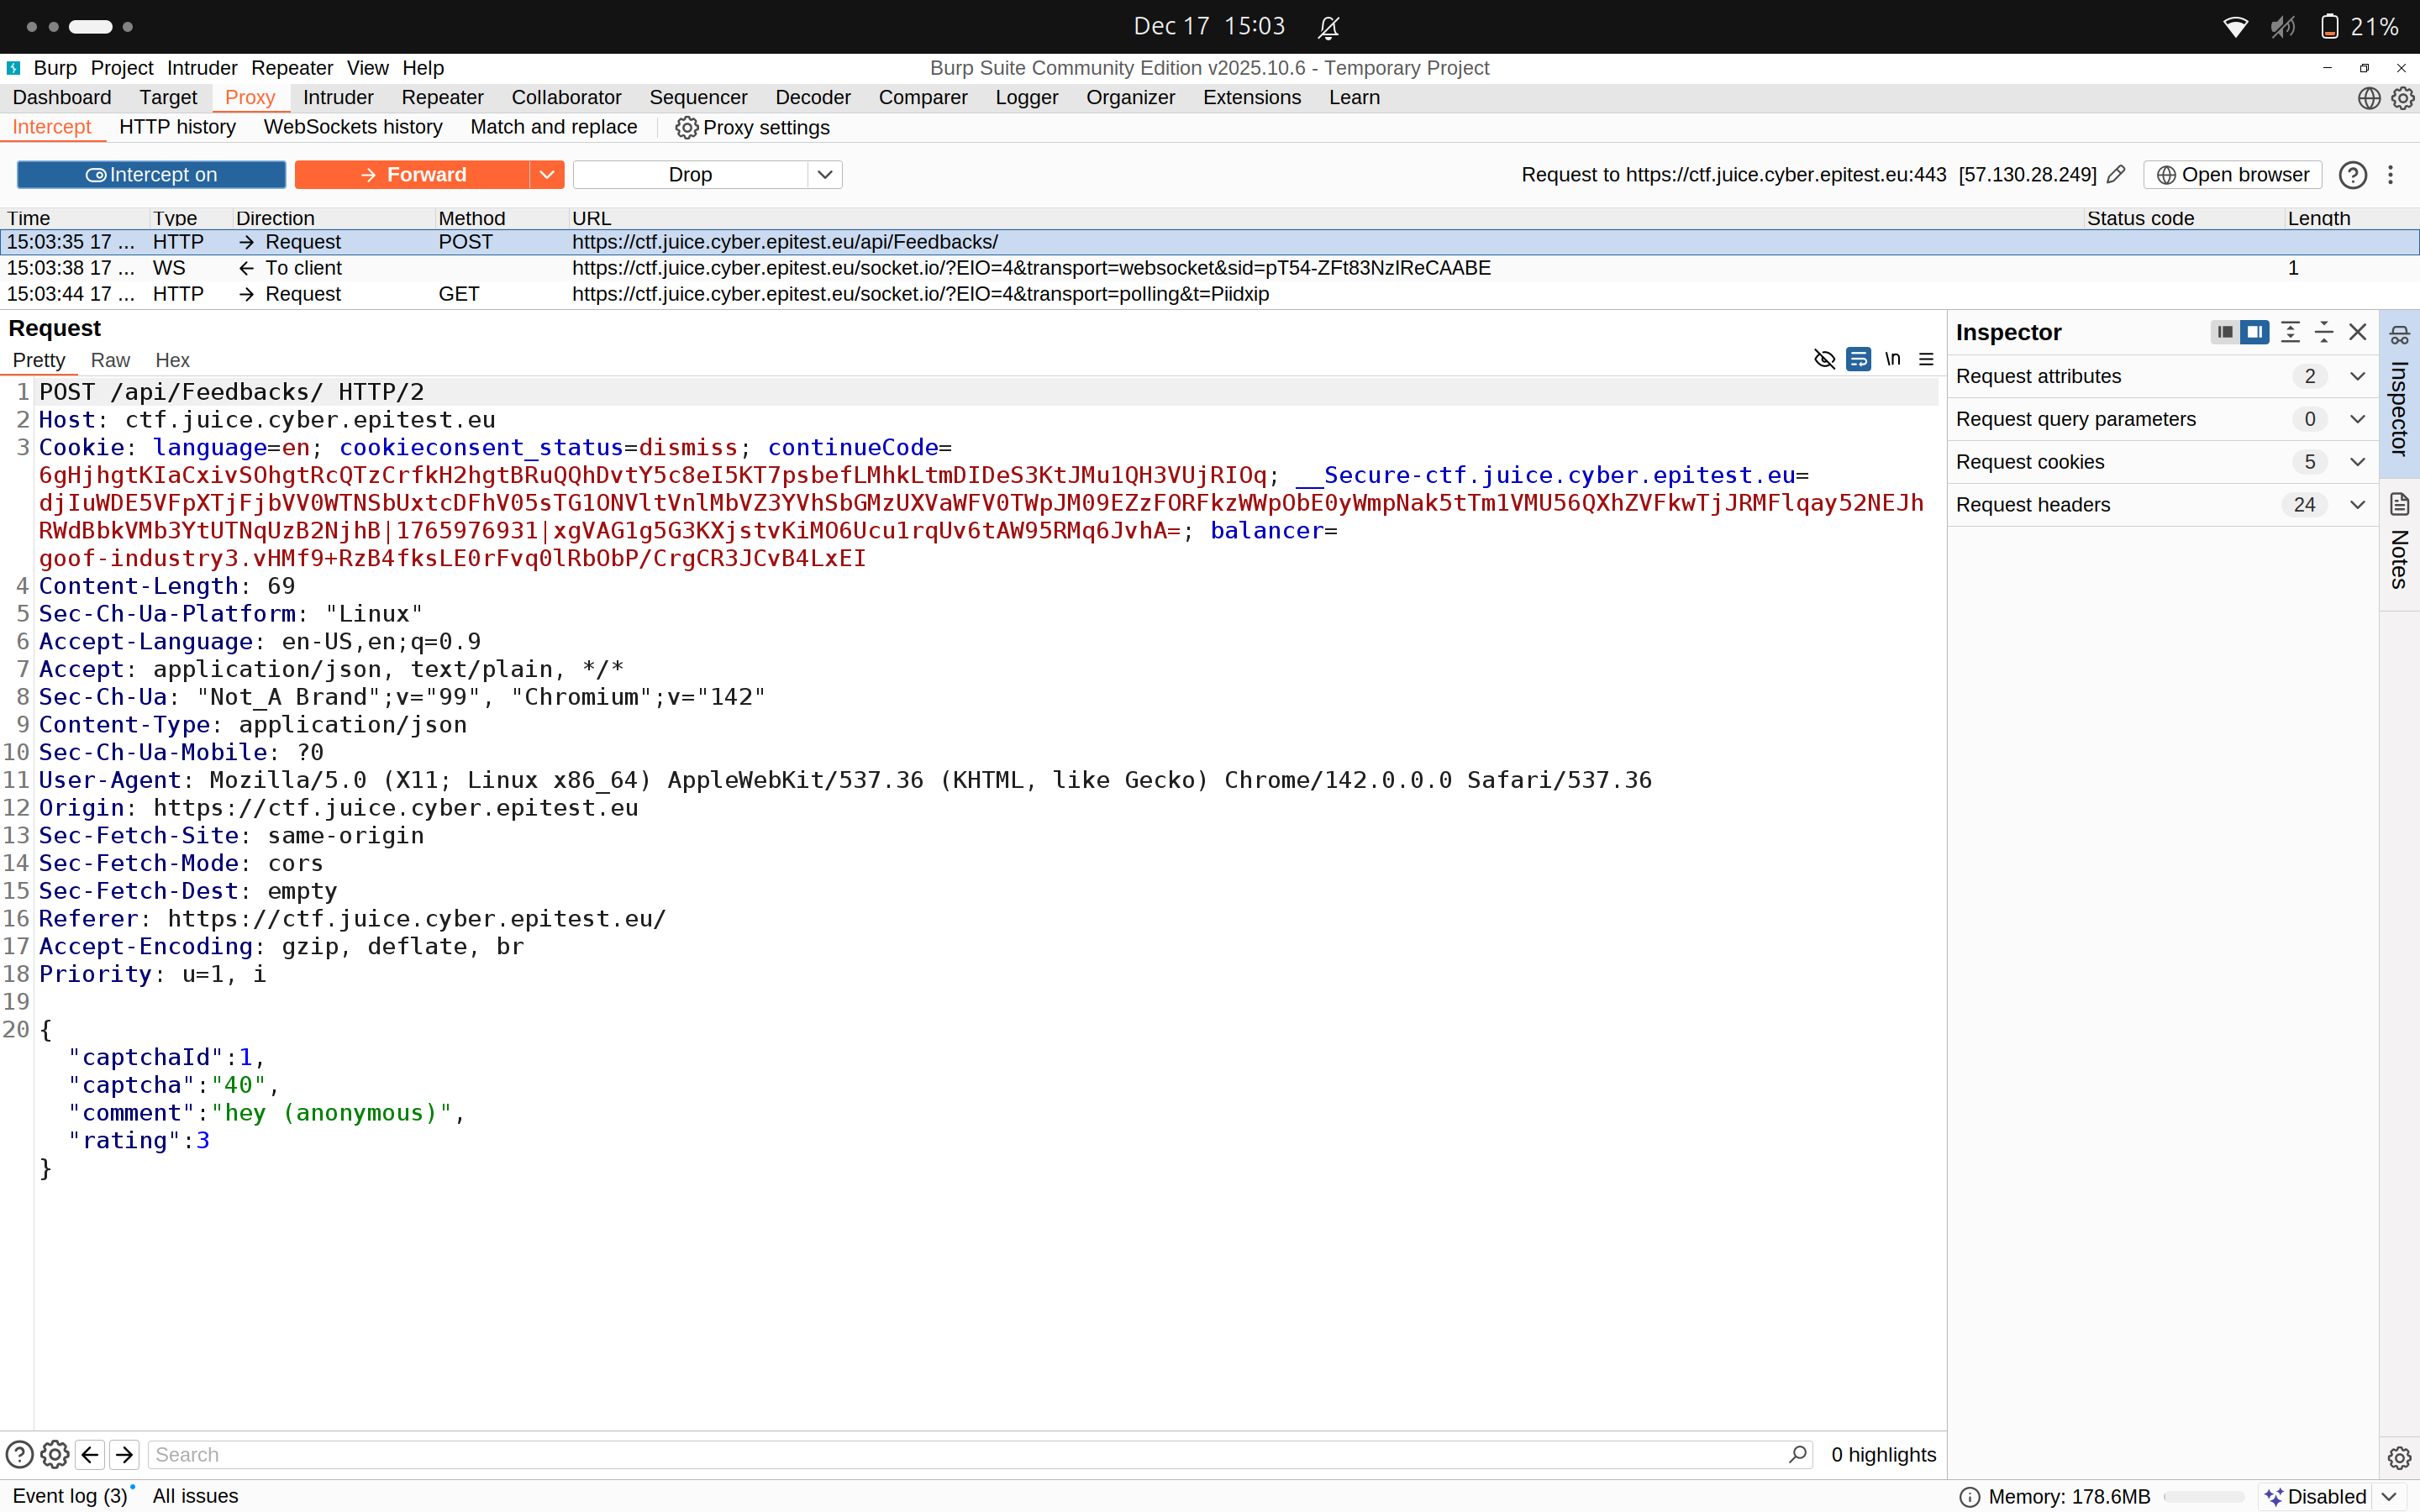 Dec 17 15:03
21%
Burp Project Intruder Repeater View Help
Burp Suite Community Edition v2025.10.6 - Temporary Project
Dashboard Target Proxy Intruder Repeater Collaborator Sequencer Decoder Comparer Logger Organizer Extensions Learn
Intercept HTTP history WebSockets history Match and replace Proxy settings
Intercept on Forward Drop Request to https://ctf.juice.cyber.epitest.eu:443 [57.130.28.249] Open browser
Time Type Direction Method URL Status code Length
15:03:35 17 ... HTTP → Request POST https://ctf.juice.cyber.epitest.eu/api/Feedbacks/
15:03:38 17 ... WS ← To client https://ctf.juice.cyber.epitest.eu/socket.io/?EIO=4&transport=websocket&sid=pT54-ZFt83NzIReCAABE 1
15:03:44 17 ... HTTP → Request GET https://ctf.juice.cyber.epitest.eu/socket.io/?EIO=4&transport=polling&t=Piidxip
Request
Pretty Raw Hex
\n
1 POST /api/Feedbacks/ HTTP/2
2 Host: ctf.juice.cyber.epitest.eu
3 Cookie: language=en; cookieconsent_status=dismiss; continueCode=
6gHjhgtKIaCxivSOhgtRcQTzCrfkH2hgtBRuQQhDvtY5c8eI5KT7psbefLMhkLtmDIDeS3KtJMu1QH3VUjRIOq; __Secure-ctf.juice.cyber.epitest.eu=
djIuWDE5VFpXTjFjbVV0WTNSbUxtcDFhV05sTG1ONVltVnlMbVZ3YVhSbGMzUXVaWFV0TWpJM09EZzFORFkzWWpObE0yWmpNak5tTm1VMU56QXhZVFkwTjJRMFlqay52NEJh
RWdBbkVMb3YtUTNqUzB2NjhB|1765976931|xgVAG1g5G3KXjstvKiMO6Ucu1rqUv6tAW95RMq6JvhA=; balancer=
goof-industry3.vHMf9+RzB4fksLE0rFvq0lRbObP/CrgCR3JCvB4LxEI
4 Content-Length: 69
5 Sec-Ch-Ua-Platform: "Linux"
6 Accept-Language: en-US,en;q=0.9
7 Accept: application/json, text/plain, */*
8 Sec-Ch-Ua: "Not_A Brand";v="99", "Chromium";v="142"
9 Content-Type: application/json
10 Sec-Ch-Ua-Mobile: ?0
11 User-Agent: Mozilla/5.0 (X11; Linux x86_64) AppleWebKit/537.36 (KHTML, like Gecko) Chrome/142.0.0.0 Safari/537.36
12 Origin: https://ctf.juice.cyber.epitest.eu
13 Sec-Fetch-Site: same-origin
14 Sec-Fetch-Mode: cors
15 Sec-Fetch-Dest: empty
16 Referer: https://ctf.juice.cyber.epitest.eu/
17 Accept-Encoding: gzip, deflate, br
18 Priority: u=1, i
19
20 {
"captchaId":1,
"captcha":"40",
"comment":"hey (anonymous)",
"rating":3
}
Inspector
Request attributes 2
Request query parameters 0
Request cookies 5
Request headers 24
Inspector
Notes
Search
0 highlights
Event log (3) All issues
Memory: 178.6MB
Disabled